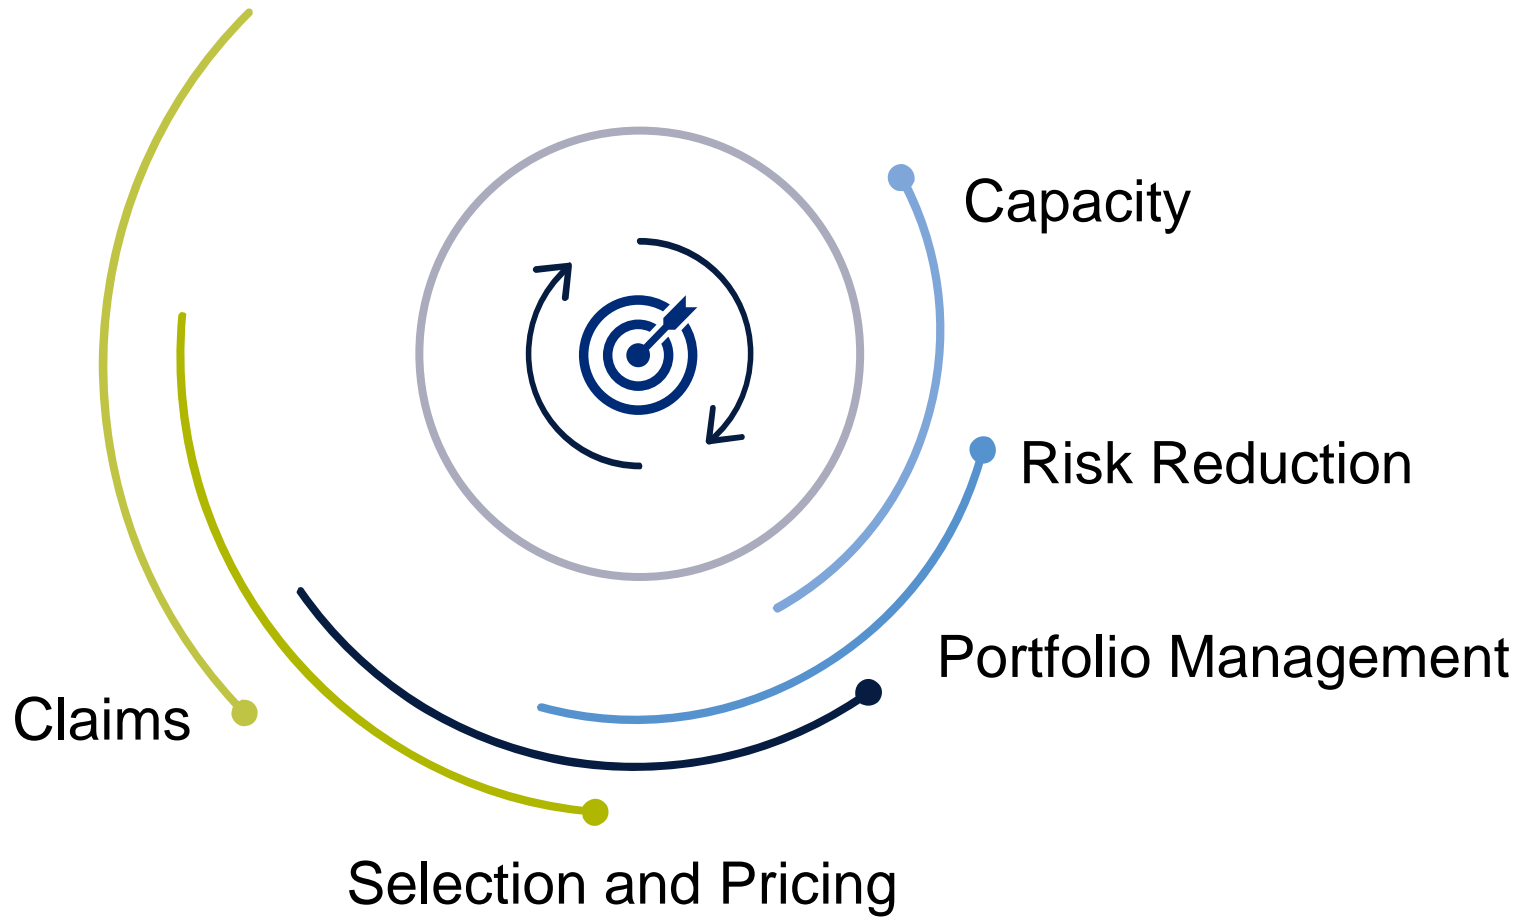 Capacity
Risk Reduction
Portfolio Management
Claims
Selection and Pricing